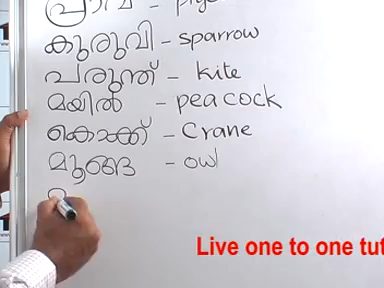 പ്രാവ് -
കുരുവി - sparrow
പരുന്ത് - kite
മയിൽ - peacock
കൊക്ക് - Crane
മൂങ്ങ - owl
Live one to one tut